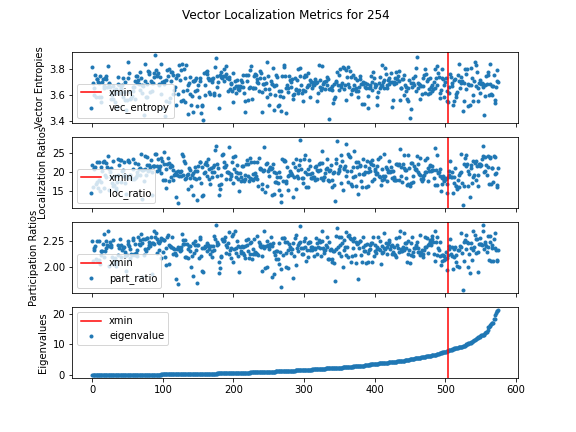 Vector Localization Metrics for 254
Vector Entropies
3.8
3.6
3.4
xmin
vec_entropy
Localization Ratios
25
20
15
xmin
loc_ratio
Participation Ratios
2.25
2.00
xmin
part_ratio
Eigenvalues
20
10
0
xmin
eigenvalue
0 100 200 300 400 500 600